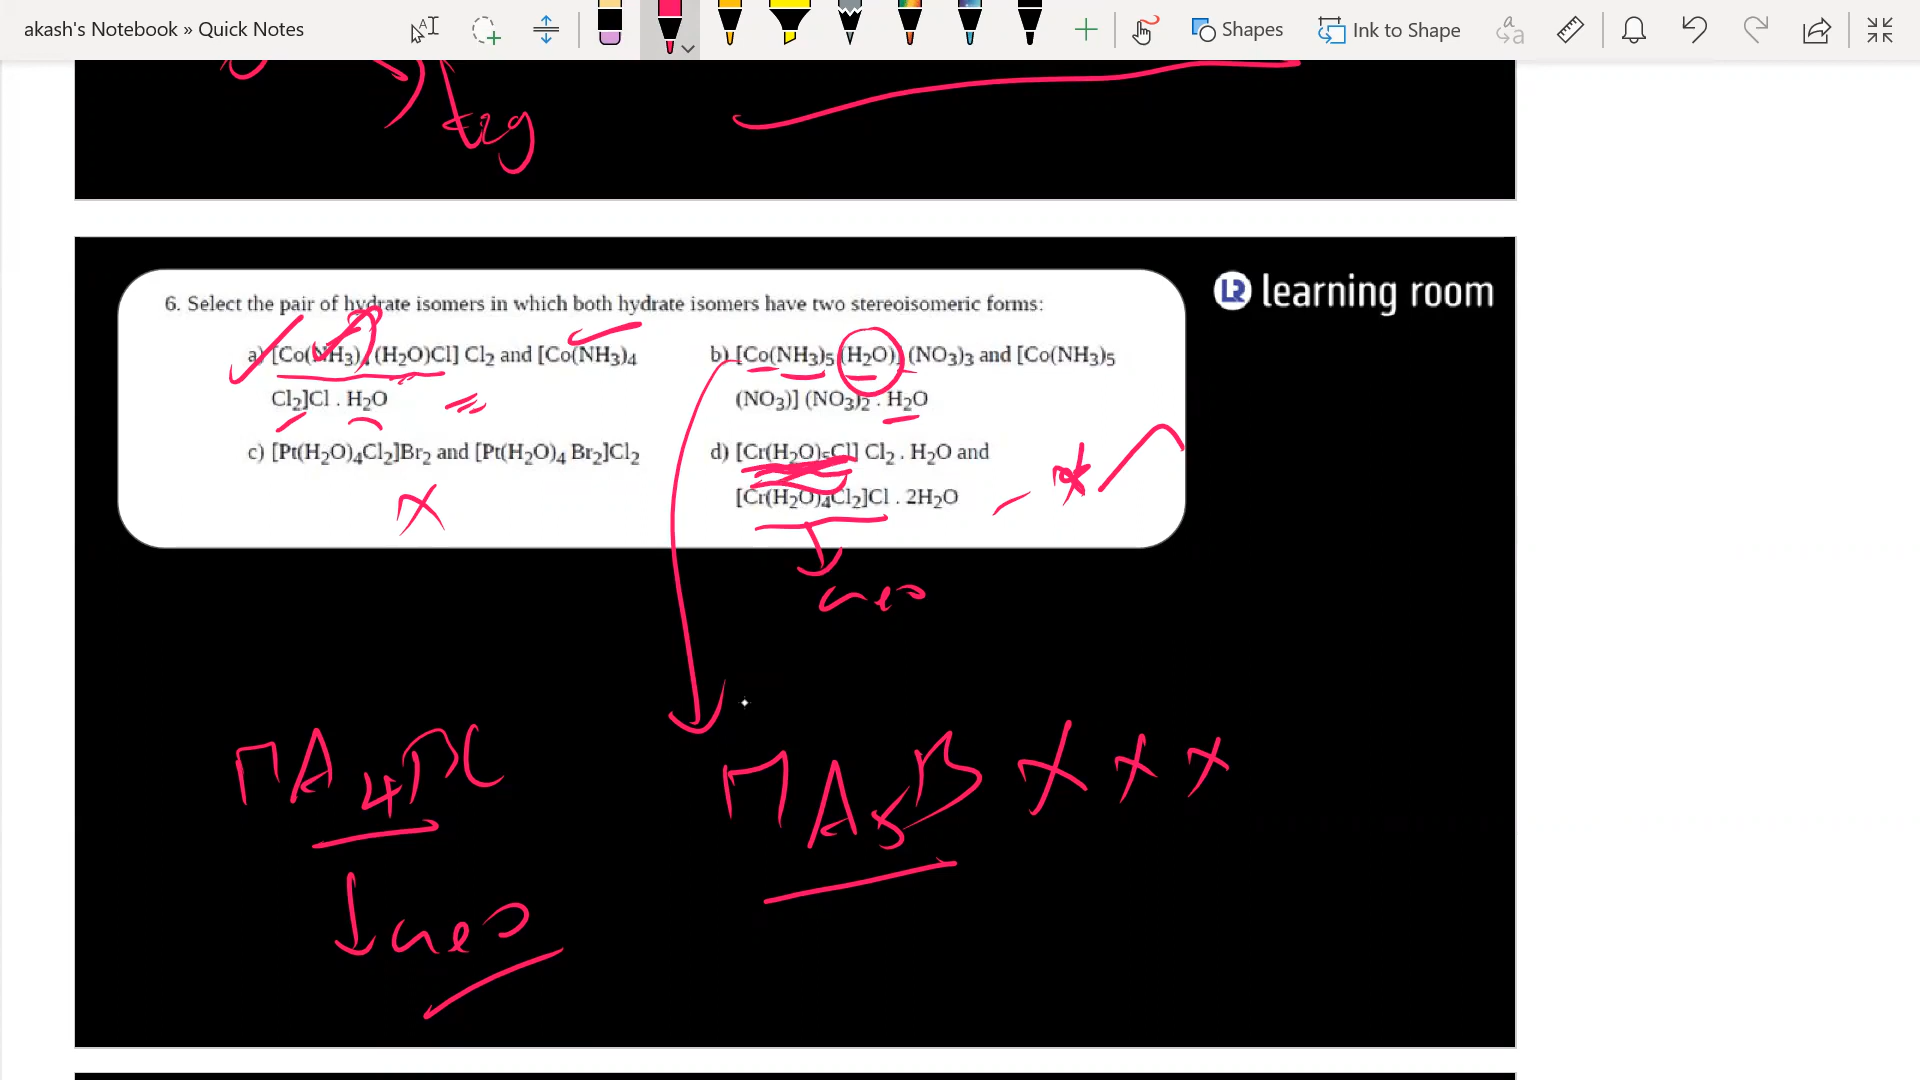 akash's Notebook » Quick Notes
Shapes
Ink to Shape
t2g
learning room
6. Select the pair of hydrate isomers in which both hydrate isomers have two stereoisomeric forms:
a) [Co(NH3)4 (H2O)Cl] Cl2 and [Co(NH3)4
Cl2]Cl . H2O
b) [Co(NH3)5 (H2O)] (NO3)3 and [Co(NH3)5
(NO3)] (NO3)2 . H2O
c) [Pt(H2O)4Cl2]Br2 and [Pt(H2O)4 Br2]Cl2
d) [Cr(H2O)5Cl] Cl2 . H2O and
[Cr(H2O)4Cl2]Cl . 2H2O
geo
MA4BC
MA5B X X X
geo